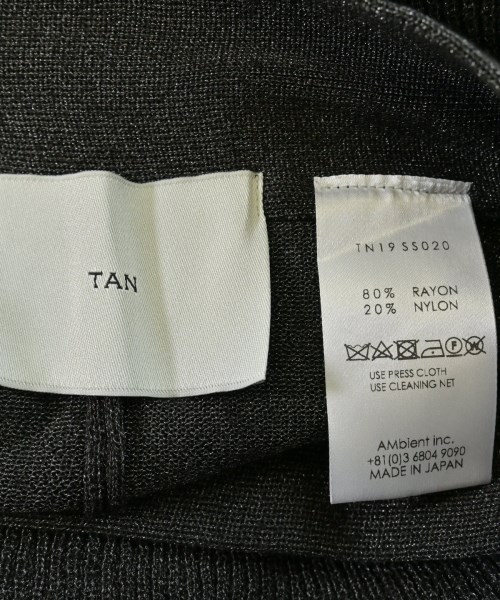 TAN
TN19SS020
80% RAYON
20% NYLON
USE PRESS CLOTH
USE CLEANING NET
AMbient inc.
+81(0)3 6804 9090
MADE IN JAPAN